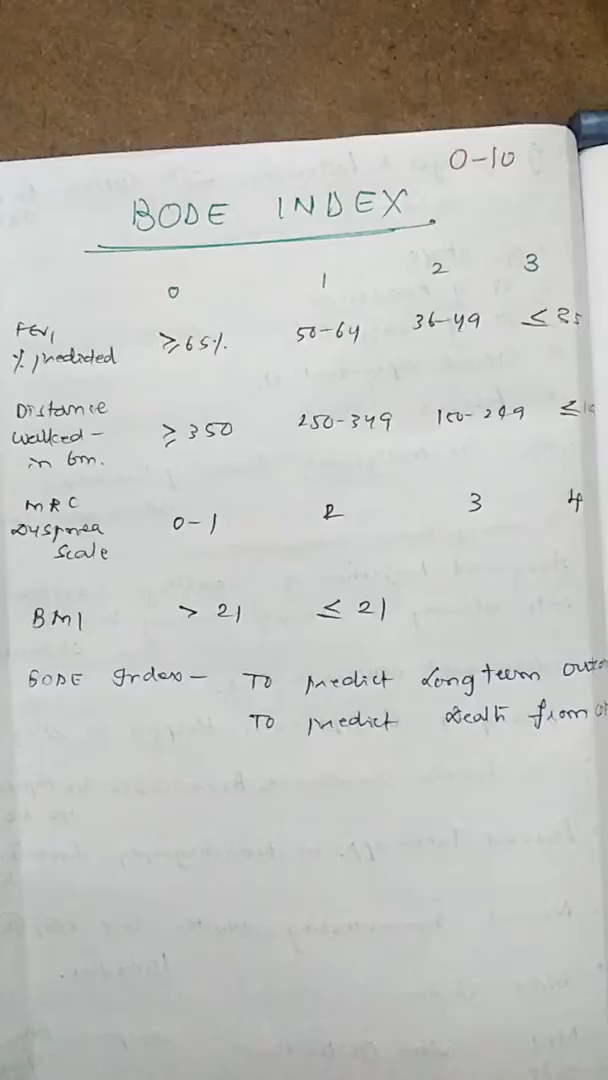 0-10
BODE INDEX.
0 1 2 3
FEV1 % predicted ≥65%. 50-64 36-49 ≤ 35
Distance
walked - ≥ 350 250-349 150-249 ≤
in 6m.
MRC
Dyspnea 0-1 2 3 4
Scale
BMI > 21 ≤ 21
BODE Index - To predict Long term
To predict Death from